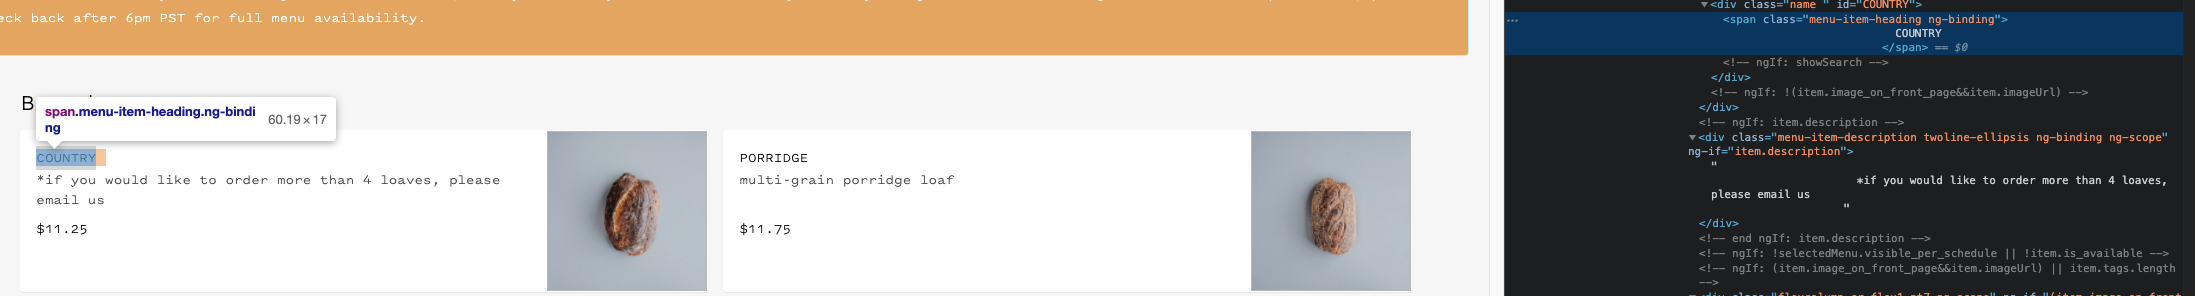 eck back after 6pm PST for full menu availability.
span.menu-item-heading.ng-bindi
ng
60.19 × 17
COUNTRY
*if you would like to order more than 4 loaves, please
email us
$11.25
PORRIDGE
multi-grain porridge loaf
$11.75
▼<div class="name " id="COUNTRY">
<span class="menu-item-heading ng-binding">
COUNTRY
</span> == $0
<!-- ngIf: showSearch -->
</div>
<!-- ngIf: !(item.image_on_front_page&&item.imageUrl) -->
</div>
<!-- ngIf: item.description -->
▼<div class="menu-item-description twoline-ellipsis ng-binding ng-scope"
ng-if="item.description">
"
*if you would like to order more than 4 loaves,
please email us
"
</div>
<!-- end ngIf: item.description -->
<!-- ngIf: !selectedMenu.visible_per_schedule || !item.is_available -->
<!-- ngIf: (item.image_on_front_page&&item.imageUrl) || item.tags.length
-->